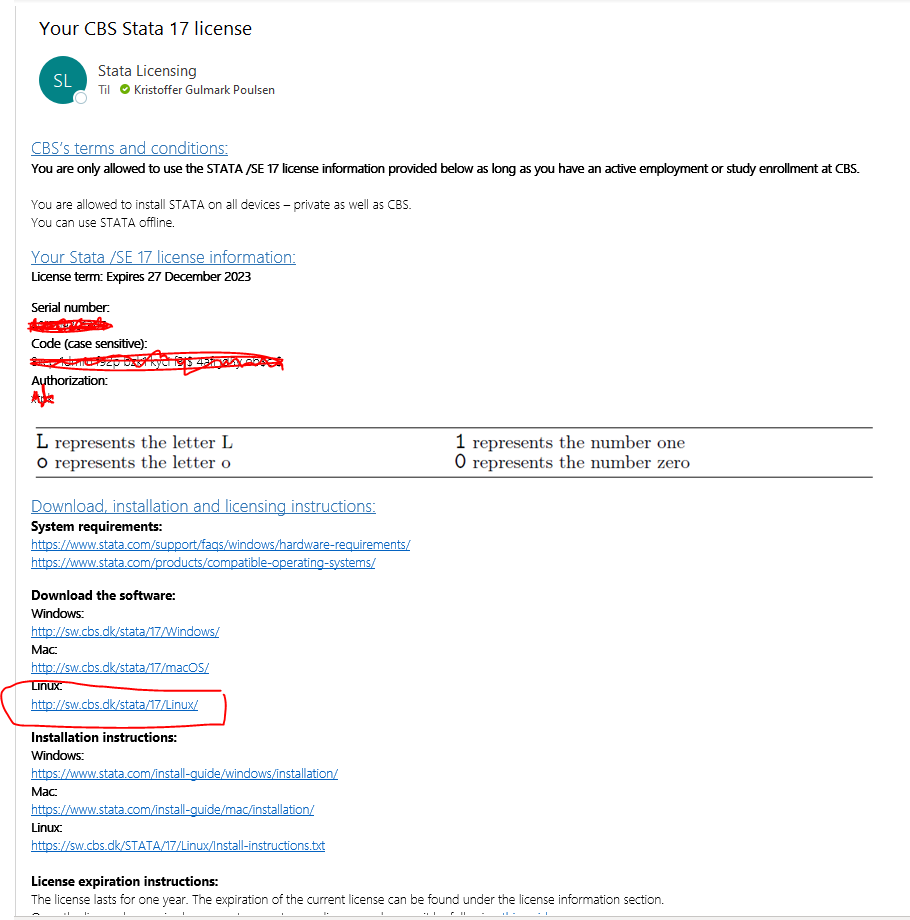 Your CBS Stata 17 license
SL
Stata Licensing
Til Kristoffer Gulmark Poulsen
CBS's terms and conditions:
You are only allowed to use the STATA /SE 17 license information provided below as long as you have an active employment or study enrollment at CBS.
You are allowed to install STATA on all devices – private as well as CBS.
You can use STATA offline.
Your Stata /SE 17 license information:
License term: Expires 27 December 2023
Serial number:
Code (case sensitive):
Authorization:
L represents the letter L 1 represents the number one
o represents the letter o 0 represents the number zero
Download, installation and licensing instructions:
System requirements:
https://www.stata.com/support/faqs/windows/hardware-requirements/
https://www.stata.com/products/compatible-operating-systems/
Download the software:
Windows:
http://sw.cbs.dk/stata/17/Windows/
Mac:
http://sw.cbs.dk/stata/17/macOS/
Linux:
http://sw.cbs.dk/stata/17/Linux/
Installation instructions:
Windows:
https://www.stata.com/install-guide/windows/installation/
Mac:
https://www.stata.com/install-guide/mac/installation/
Linux:
https://sw.cbs.dk/STATA/17/Linux/Install-instructions.txt
License expiration instructions:
The license lasts for one year. The expiration of the current license can be found under the license information section.